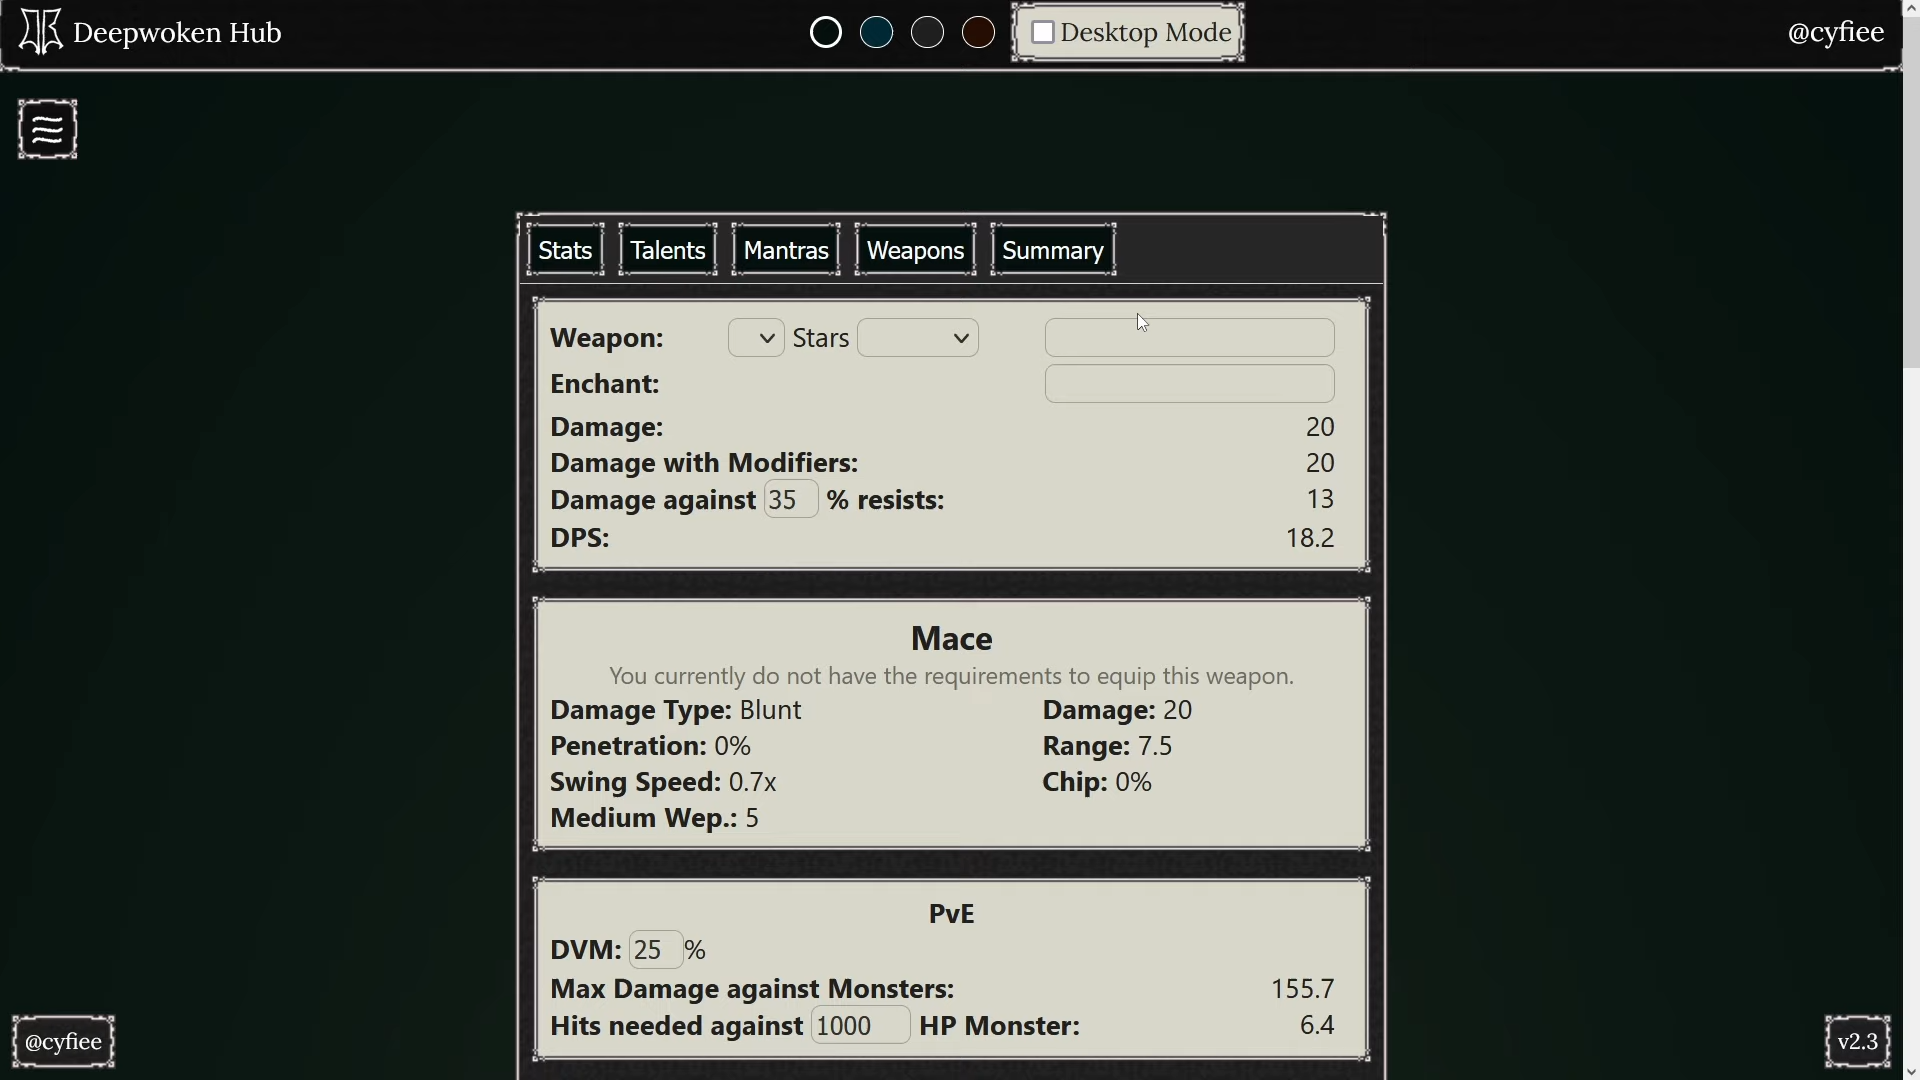 Deepwoken Hub
Desktop Mode
@cyfiee
Stats Talents Mantras Weapons Summary
Weapon: Stars
Enchant:
Damage: 20
Damage with Modifiers: 20
Damage against 35 % resists: 13
DPS: 18.2
Mace
You currently do not have the requirements to equip this weapon.
Damage Type: Blunt Damage: 20
Penetration: 0% Range: 7.5
Swing Speed: 0.7x Chip: 0%
Medium Wep.: 5
PvE
DVM: 25 %
Max Damage against Monsters: 155.7
Hits needed against 1000 HP Monster: 6.4
@cyfiee
v2.3